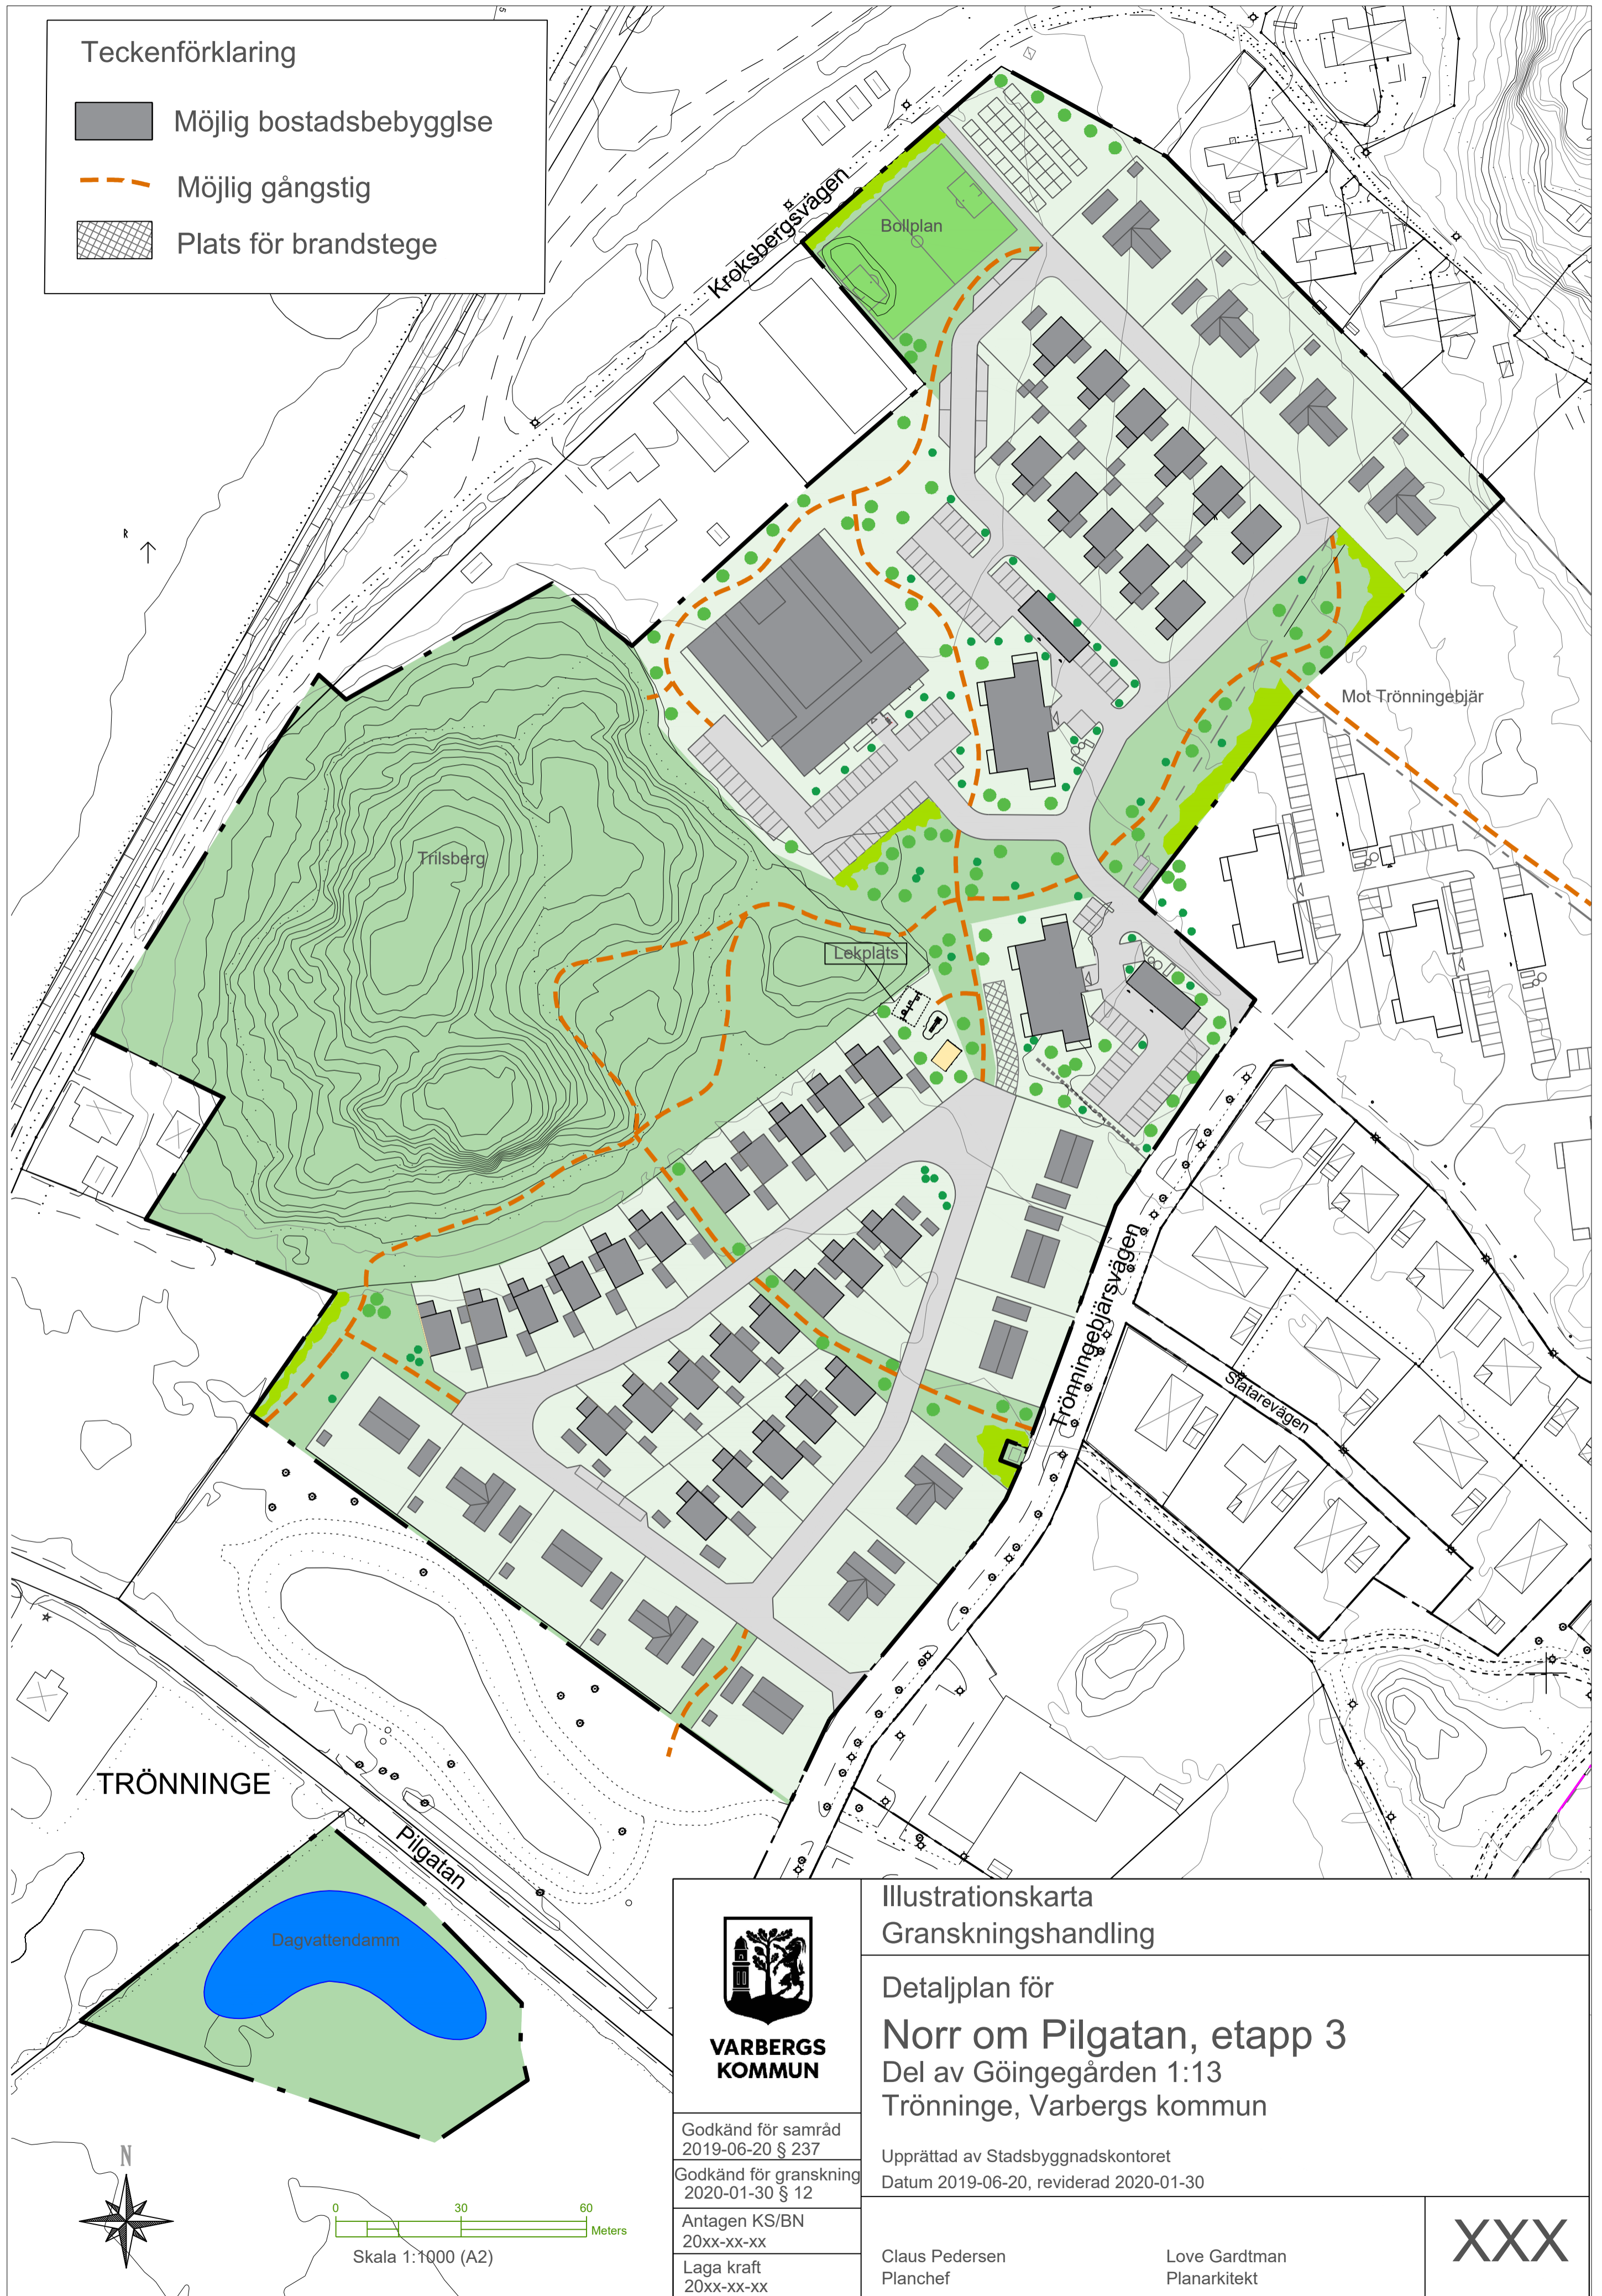 Teckenförklaring
Möjlig bostadsbebygglse
Möjlig gångstig
Plats för brandstege
Kroksbergsvägen
Bollplan
Mot Trönningebjär
Trilsberg
Lekplats
Trönningebjärsvägen
Statarevägen
TRÖNNINGE
Pilgatan
Dagvattendamm
N
0 30 60
Meters
Skala 1:1000 (A2)
VARBERGS
KOMMUN
Illustrationskarta
Granskningshandling
Detaljplan för
Norr om Pilgatan, etapp 3
Del av Göingegården 1:13
Trönninge, Varbergs kommun
Upprättad av Stadsbyggnadskontoret
Datum 2019-06-20, reviderad 2020-01-30
Godkänd för samråd
2019-06-20 § 237
Godkänd för granskning
2020-01-30 § 12
Antagen KS/BN
20xx-xx-xx
Laga kraft
20xx-xx-xx
Claus Pedersen
Planchef
Love Gardtman
Planarkitekt
XXX